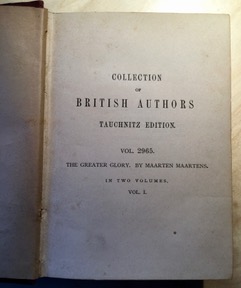 COLLECTION
OF
BRITISH AUTHORS
TAUCHNITZ EDITION.
VOL. 2965.
THE GREATER GLORY. BY MAARTEN MAARTENS.
IN TWO VOLUMES.
VOL. I.